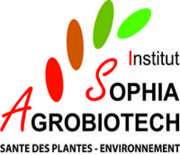 Institut
SOPHIA
AGROBIOTECH
SANTE DES PLANTES - ENVIRONNEMENT